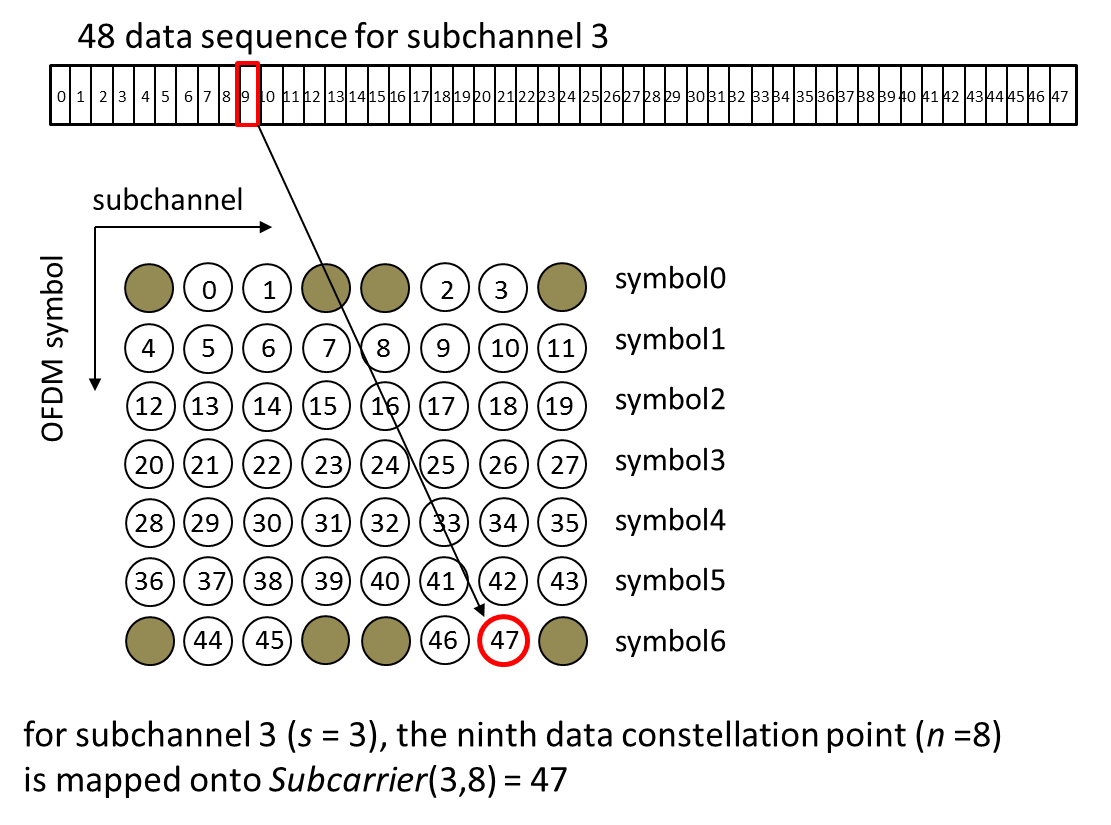 48 data sequence for subchannel 3
0 1 2 3 4 5 6 7 8 9 10 11 12 13 14 15 16 17 18 19 20 21 22 23 24 25 26 27 28 29 30 31 32 33 34 35 36 37 38 39 40 41 42 43 44 45 46 47
subchannel
OFDM symbol
0 1 2 3 symbol0
4 5 6 7 8 9 10 11 symbol1
12 13 14 15 16 17 18 19 symbol2
20 21 22 23 24 25 26 27 symbol3
28 29 30 31 32 33 34 35 symbol4
36 37 38 39 40 41 42 43 symbol5
44 45 46 47 symbol6
for subchannel 3 (s = 3), the ninth data constellation point (n =8)
is mapped onto Subcarrier(3,8) = 47